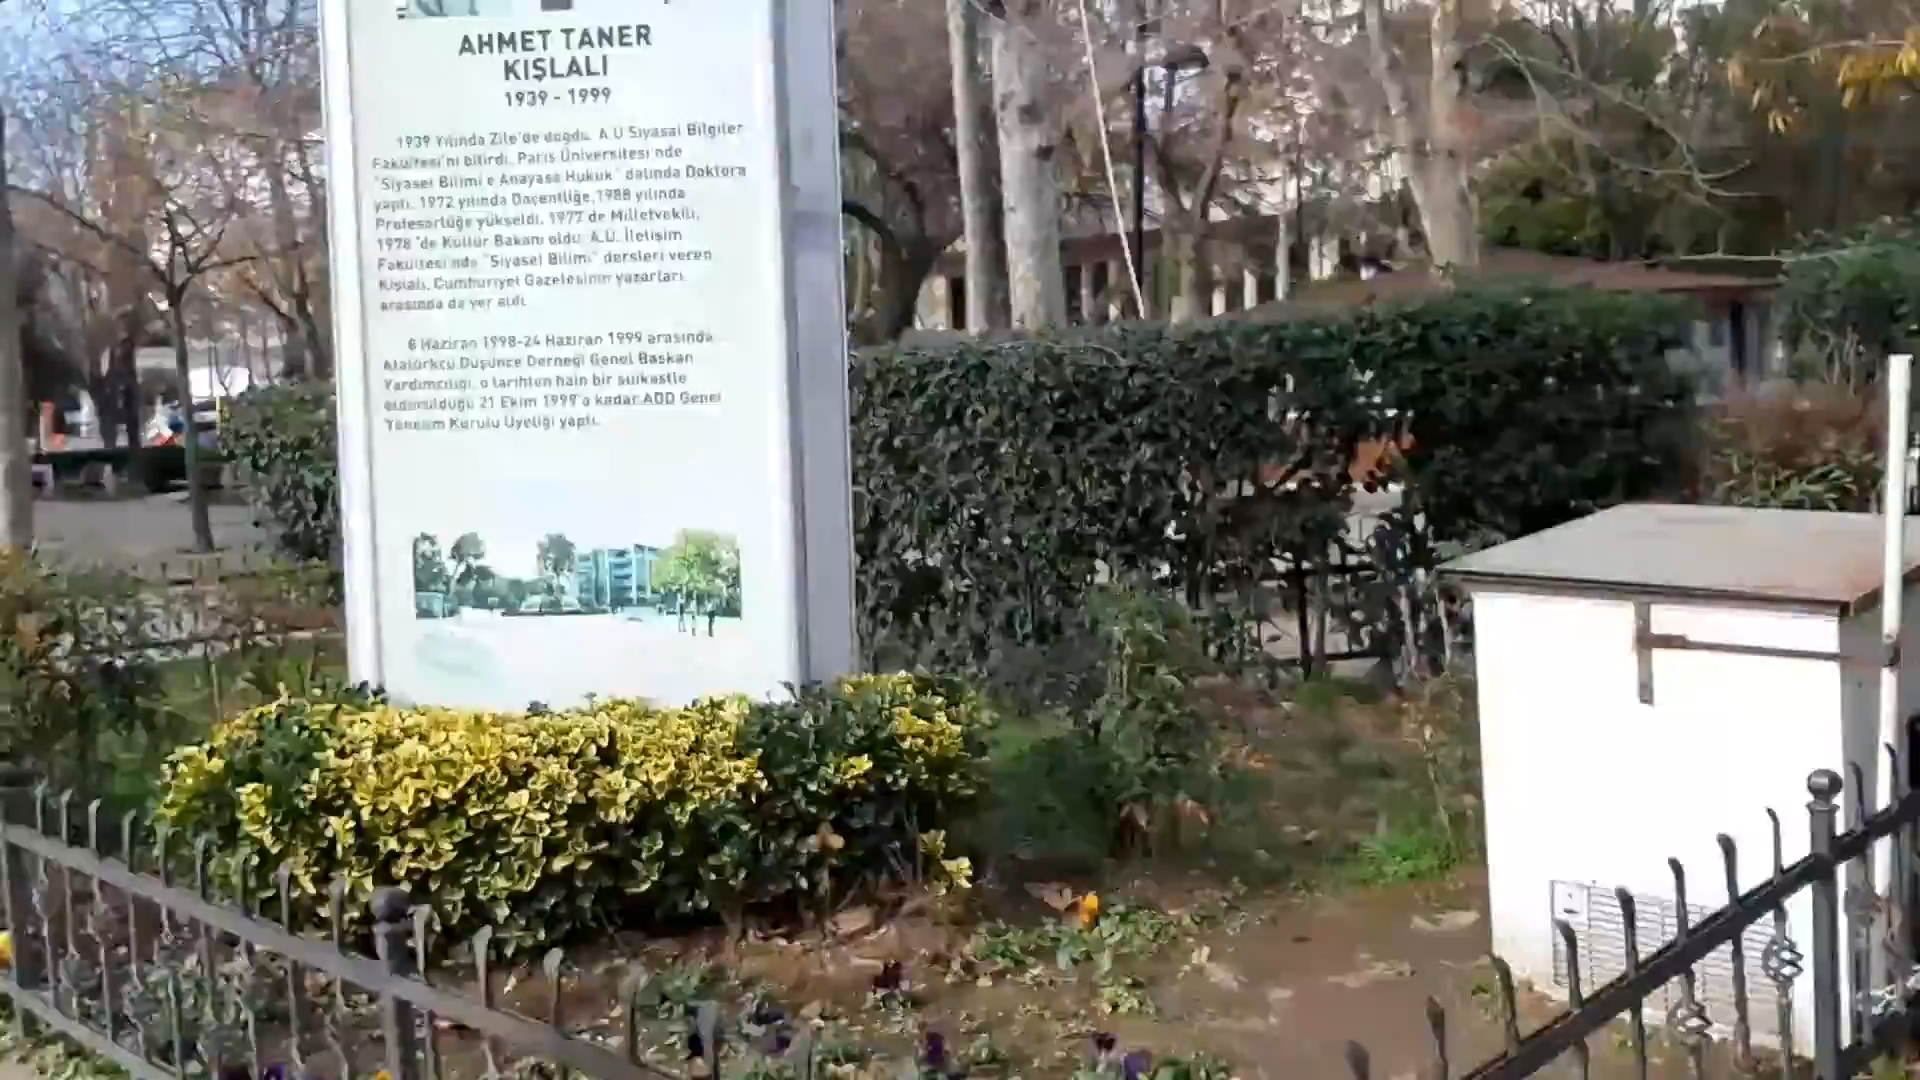 AHMET TANER
KIŞLALI
1939 - 1999
1939 Yılında Zile'de doğdu. A.Ü Siyasal Bilgiler
Fakültesi'ni bitirdi. Paris Üniversitesi'nde
"Siyasel Bilimi e Anayasa Hukuk" dalında Doktora
yaptı. 1972 yılında Doçentliğe,1988 yılında
Profesörlüğe yükseldi. 1977'de Milletvekili,
1978 'de Kültür Bakanı oldu. A.Ü. İletişim
Fakültesi'nde "Siyasel Bilimi" dersleri veren
Kışlalı, Cumhuriyet Gazetesinin yazarları
arasında da yer aldı.
6 Haziran 1998-24 Haziran 1999 arasında
Atatürkçü Düşünce Derneği Genel Başkan
Yardımcılığı, o tarihten hain bir suikastle
öldürüldüğü 21 Ekim 1999'a kadar ADD Genel
Yönetim Kurulu Üyeliği yaptı.